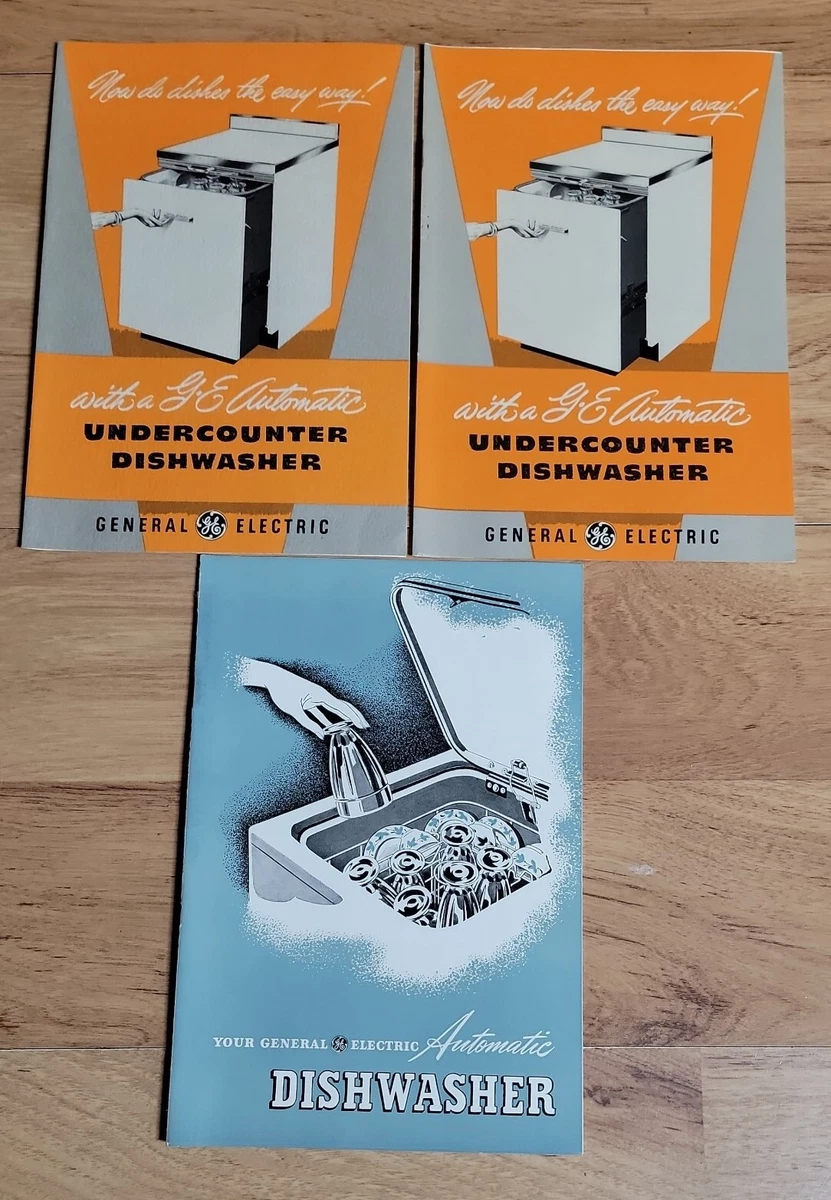 Now do dishes the easy way!
with a G-E Automatic
UNDERCOUNTER
DISHWASHER
GENERAL GE ELECTRIC
Now do dishes the easy way!
with a G-E Automatic
UNDERCOUNTER
DISHWASHER
GENERAL GE ELECTRIC
YOUR GENERAL GE ELECTRIC Automatic
DISHWASHER